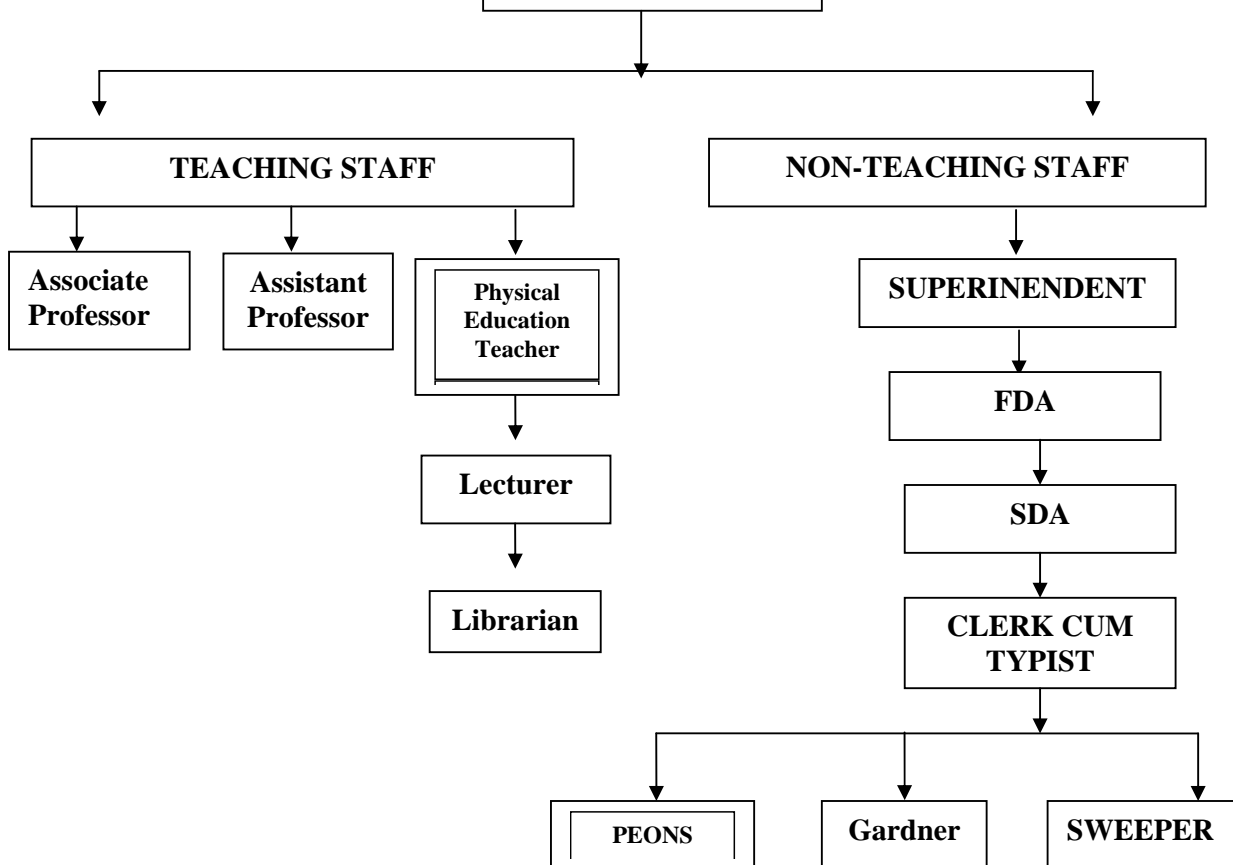 TEACHING STAFF
NON-TEACHING STAFF
Associate
Professor
Assistant
Professor
Physical
Education
Teacher
SUPERINENDENT
FDA
Lecturer
SDA
Librarian
CLERK CUM
TYPIST
PEONS
Gardner
SWEEPER